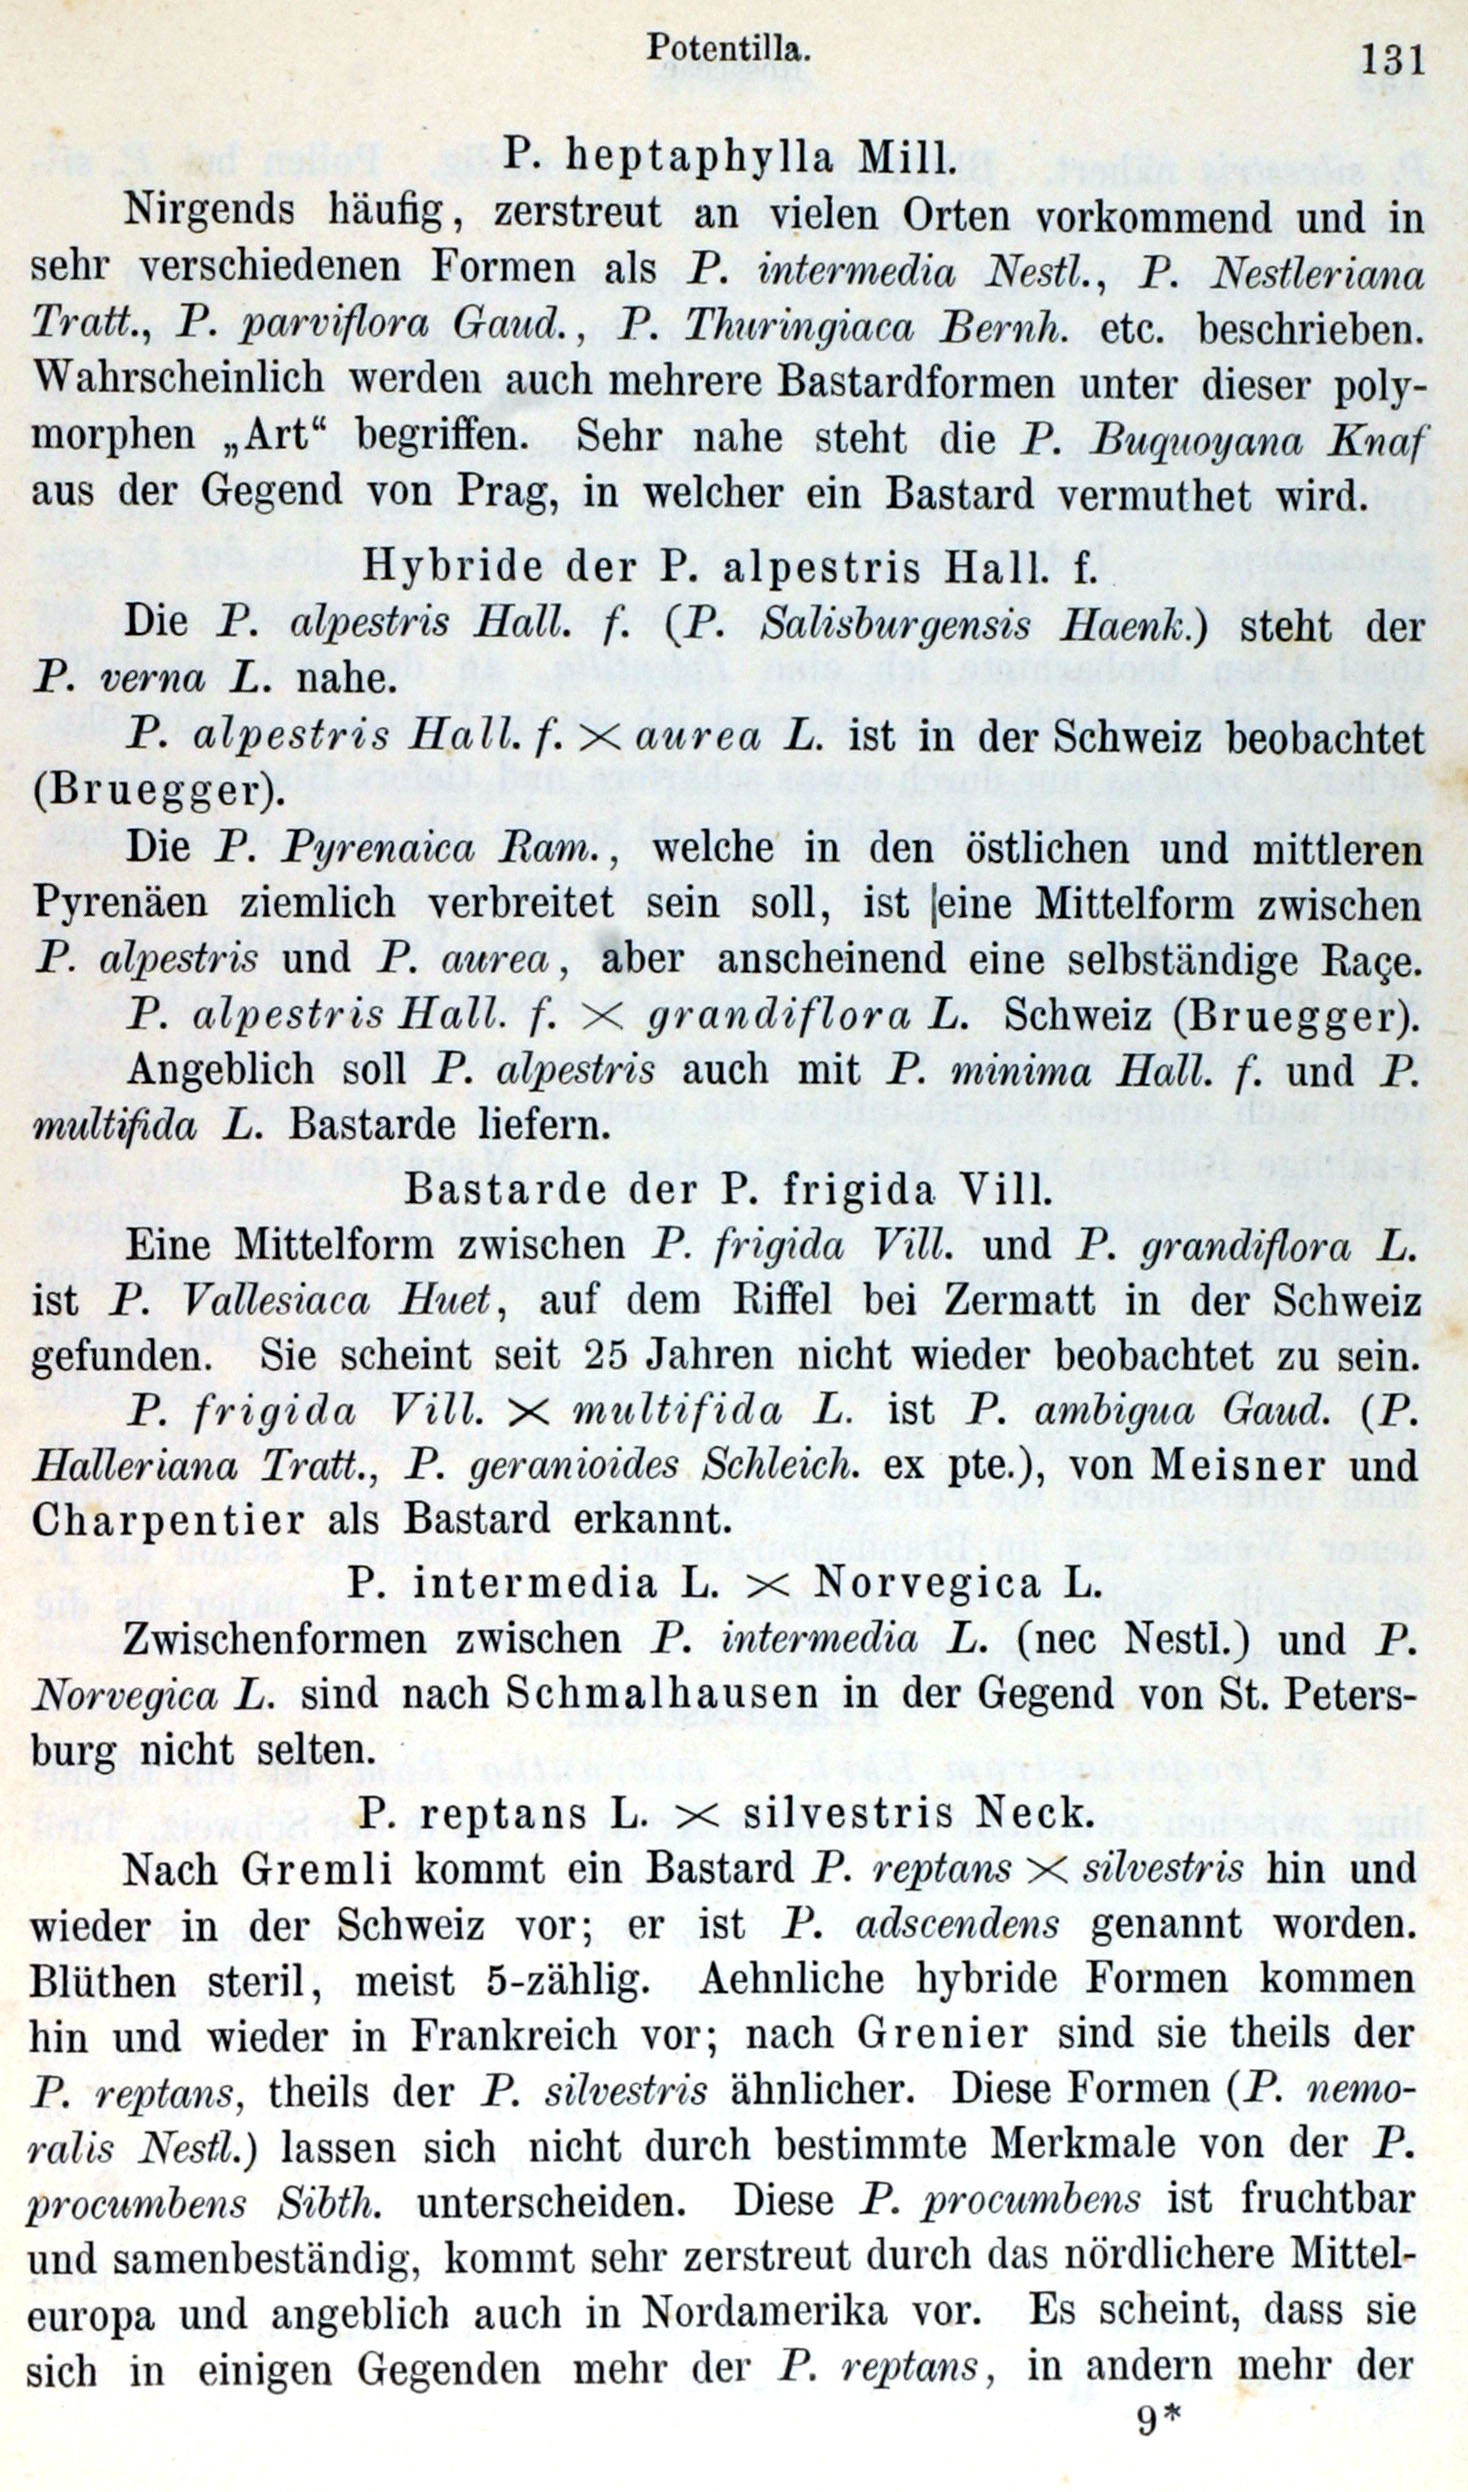 Potentilla.
131
P. heptaphylla Mill.
Nirgends häufig, zerstreut an vielen Orten vorkommend und in
sehr verschiedenen Formen als P. intermedia Nestl., P. Nestleriana
Tratt., P. parviflora Gaud., P. Thuringiaca Bernh. etc. beschrieben.
Wahrscheinlich werden auch mehrere Bastardformen unter dieser poly-
morphen „Art“ begriffen. Sehr nahe steht die P. Buquoyana Knaf
aus der Gegend von Prag, in welcher ein Bastard vermuthet wird.
Hybride der P. alpestris Hall. f.
Die P. alpestris Hall. f. (P. Salisburgensis Haenk.) steht der
P. verna L. nahe.
P. alpestris Hall. f. × aurea L. ist in der Schweiz beobachtet
(Bruegger).
Die P. Pyrenaica Ram., welche in den östlichen und mittleren
Pyrenäen ziemlich verbreitet sein soll, ist eine Mittelform zwischen
P. alpestris und P. aurea, aber anscheinend eine selbständige Raçe.
P. alpestris Hall. f. × grandiflora L. Schweiz (Bruegger).
Angeblich soll P. alpestris auch mit P. minima Hall. f. und P.
multifida L. Bastarde liefern.
Bastarde der P. frigida Vill.
Eine Mittelform zwischen P. frigida Vill. und P. grandiflora L.
ist P. Vallesiaca Huet, auf dem Riffel bei Zermatt in der Schweiz
gefunden. Sie scheint seit 25 Jahren nicht wieder beobachtet zu sein.
P. frigida Vill. × multifida L. ist P. ambigua Gaud. (P.
Halleriana Tratt., P. geranioides Schleich. ex pte.), von Meisner und
Charpentier als Bastard erkannt.
P. intermedia L. × Norvegica L.
Zwischenformen zwischen P. intermedia L. (nec Nestl.) und P.
Norvegica L. sind nach Schmalhausen in der Gegend von St. Peters-
burg nicht selten.
P. reptans L. × silvestris Neck.
Nach Gremli kommt ein Bastard P. reptans × silvestris hin und
wieder in der Schweiz vor; er ist P. adscendens genannt worden.
Blüthen steril, meist 5-zählig. Aehnliche hybride Formen kommen
hin und wieder in Frankreich vor; nach Grenier sind sie theils der
P. reptans, theils der P. silvestris ähnlicher. Diese Formen (P. nemo-
ralis Nestl.) lassen sich nicht durch bestimmte Merkmale von der P.
procumbens Sibth. unterscheiden. Diese P. procumbens ist fruchtbar
und samenbeständig, kommt sehr zerstreut durch das nördlichere Mittel-
europa und angeblich auch in Nordamerika vor. Es scheint, dass sie
sich in einigen Gegenden mehr der P. reptans, in andern mehr der
9*